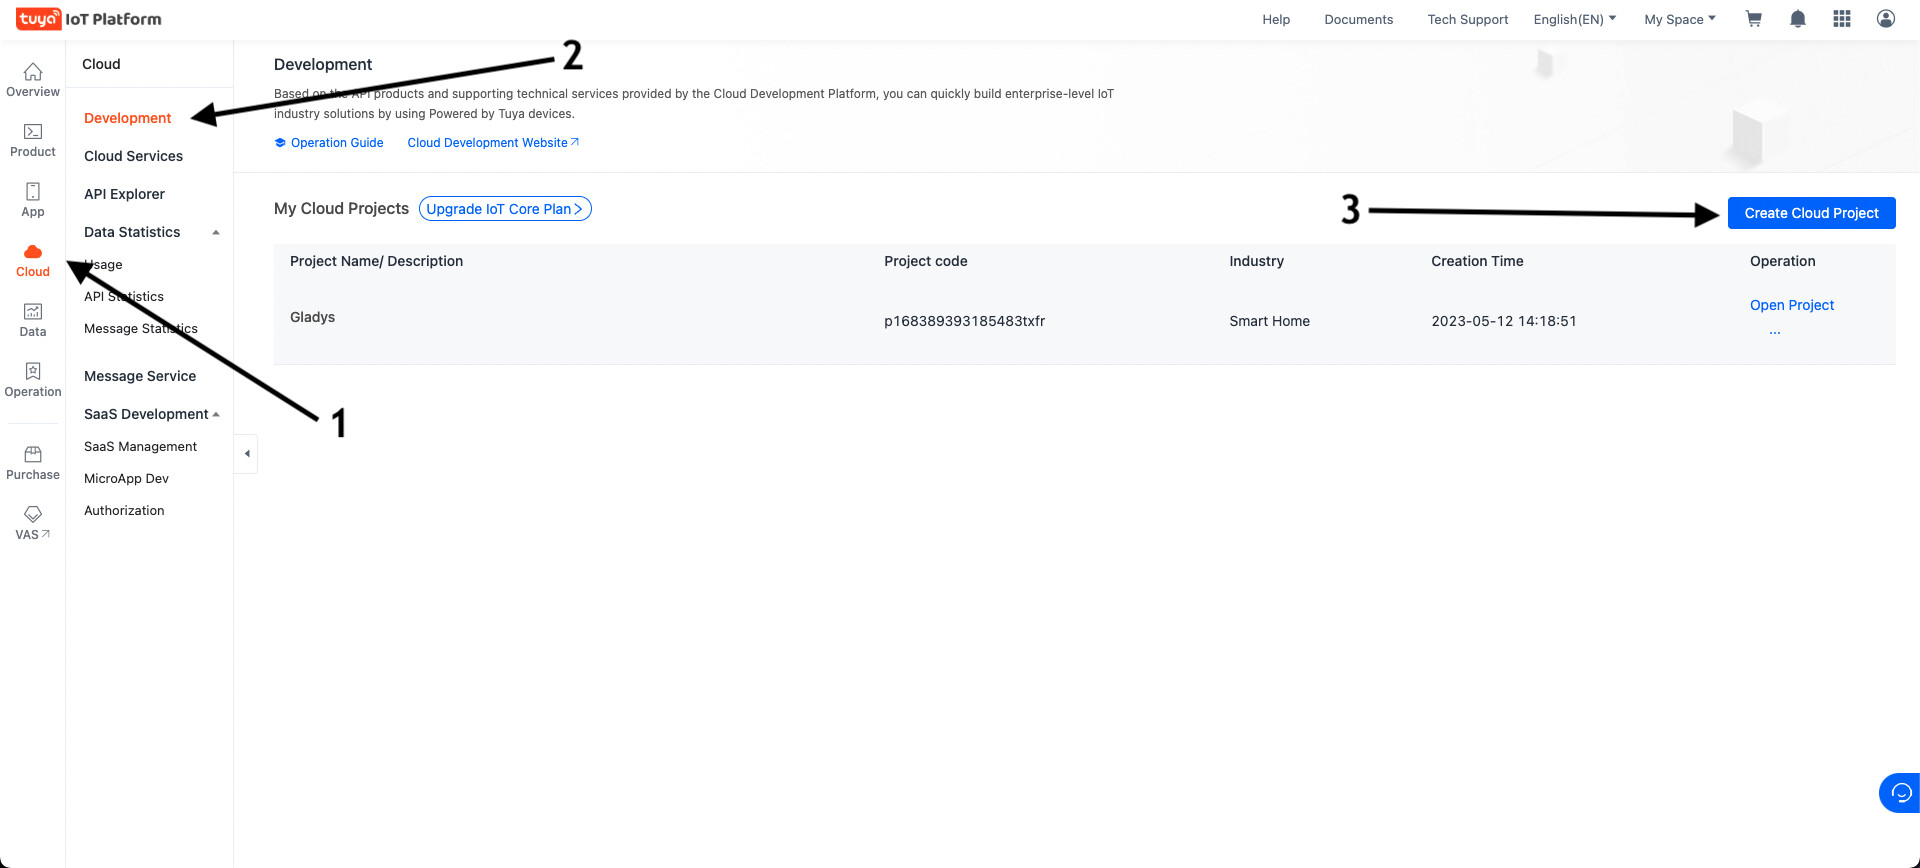 tuya IoT Platform
Help Documents Tech Support English(EN) My Space
Overview
Product
App
Cloud
Data
Operation
Purchase
VAS
Cloud
Development
Cloud Services
API Explorer
Data Statistics
Usage
API Statistics
Message Statistics
Message Service
SaaS Development
SaaS Management
MicroApp Dev
Authorization
1
2
Development
Based on the API products and supporting technical services provided by the Cloud Development Platform, you can quickly build enterprise-level IoT
industry solutions by using Powered by Tuya devices.
Operation Guide Cloud Development Website
My Cloud Projects Upgrade IoT Core Plan >
3
Create Cloud Project
Project Name/ Description Project code Industry Creation Time Operation
Gladys p168389393185483txfr Smart Home 2023-05-12 14:18:51 Open Project
...